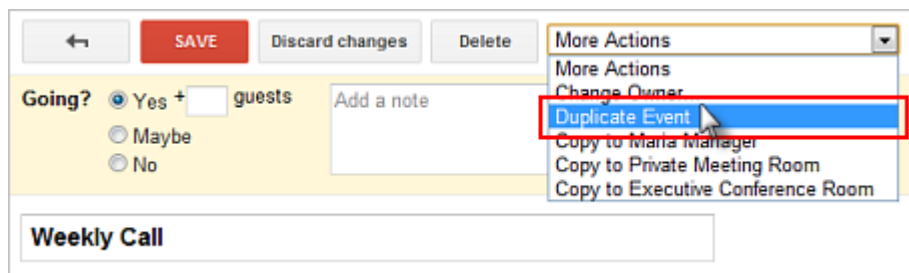 SAVE Discard changes Delete More Actions
More Actions
Going? Yes + guests Add a note Change Owner...
Duplicate Event
Maybe Copy to Maria Manager
No Copy to Private Meeting Room
Copy to Executive Conference Room
Weekly Call